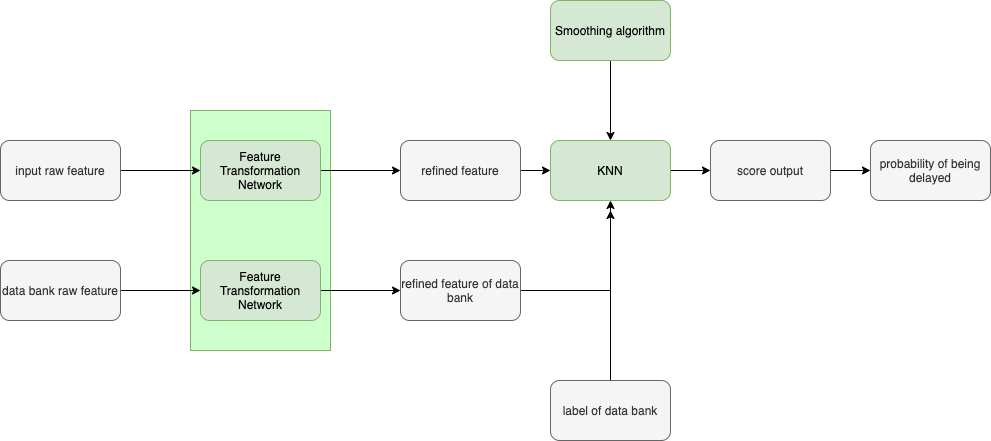 Smoothing algorithm
input raw feature
Feature
Transformation
Network
refined feature
KNN
score output
probability of being
delayed
data bank raw feature
Feature
Transformation
Network
refined feature of data
bank
label of data bank